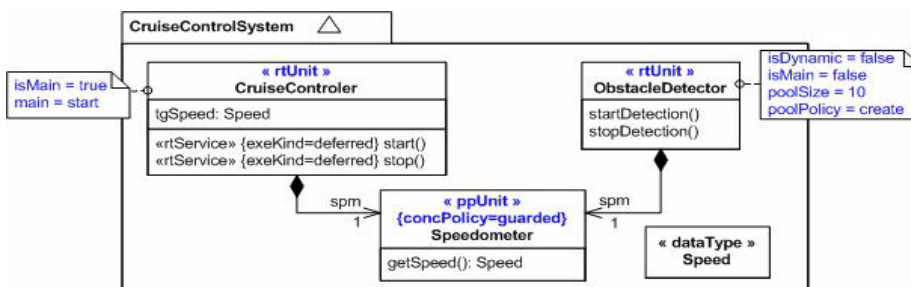 CruiseControlSystem
isMain = true
main = start
« rtUnit »
CruiseControler
tgSpeed: Speed
«rtService» {exeKind=deferred} start()
«rtService» {exeKind=deferred} stop()
« rtUnit »
ObstacleDetector
startDetection()
stopDetection()
isDynamic = false
isMain = false
poolSize = 10
poolPolicy = create
spm
1
spm
1
« ppUnit »
{concPolicy=guarded}
Speedometer
getSpeed(): Speed
« dataType »
Speed